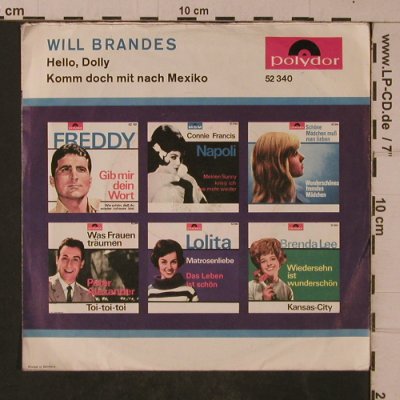 10 cm
WILL BRANDES
Hello, Dolly
Komm doch mit nach Mexiko
polydor
52 340
FREDDY
Gib mir
dein
Wort
Connie Francis
Napoli
Schöne
Mädchen muß
man lieben
Wunderschönes
fremdes
Mädchen
Was Frauen
träumen
Peter
Alexander
Toi-toi-toi
Lolita
Matrosenliebe
Das Leben
ist schön
Brenda Lee
Wiedersehn
ist
wunderschön
Kansas-City
www.LP-CD.de / 7"
10 cm